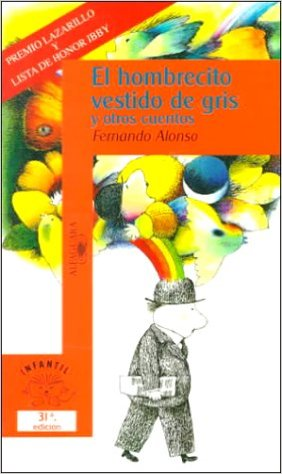 PREMIO LAZARILLO
Y
LISTA DE HONOR IBBY
El hombrecito
vestido de gris
y otros cuentos
Fernando Alonso
ALFAGUARA
INFANTIL
31ª.
edición